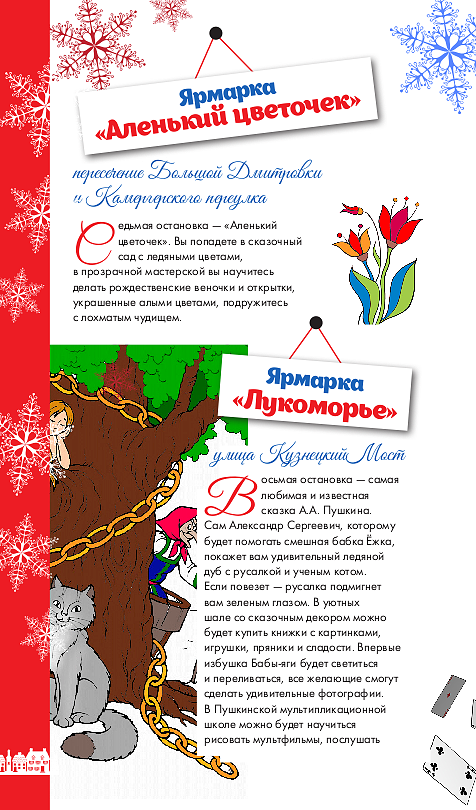 Ярмарка
«Аленький цветочек»
пересечение Большой Дмитровки
и Камергерского переулка
Седьмая остановка — «Аленький
цветочек». Вы попадете в сказочный
сад с ледяными цветами,
в прозрачной мастерской вы научитесь
делать рождественские веночки и открытки,
украшенные алыми цветами, подружитесь
с лохматым чудищем.
Ярмарка
«Лукоморье»
улица Кузнецкий Мост
Восьмая остановка — самая
любимая и известная
сказка А.А. Пушкина.
Сам Александр Сергеевич, которому
будет помогать смешная бабка Ёжка,
покажет вам удивительный ледяной
дуб с русалкой и ученым котом.
Если повезет — русалка подмигнет
вам зеленым глазом. В уютных
шале со сказочным декором можно
будет купить книжки с картинками,
игрушки, пряники и сладости. Впервые
избушка Бабы-яги будет светиться
и переливаться, все желающие смогут
сделать удивительные фотографии.
В Пушкинской мультипликационной
школе можно будет научиться
рисовать мультфильмы, послушать